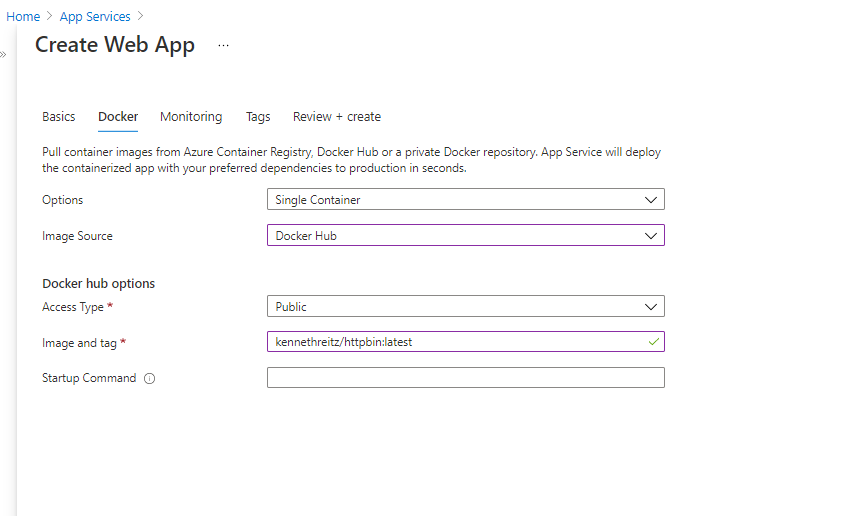 Home > App Services >
Create Web App ...
Basics Docker Monitoring Tags Review + create
Pull container images from Azure Container Registry, Docker Hub or a private Docker repository. App Service will deploy
the containerized app with your preferred dependencies to production in seconds.
Options Single Container
Image Source Docker Hub
Docker hub options
Access Type * Public
Image and tag * kennethreitz/httpbin:latest
Startup Command